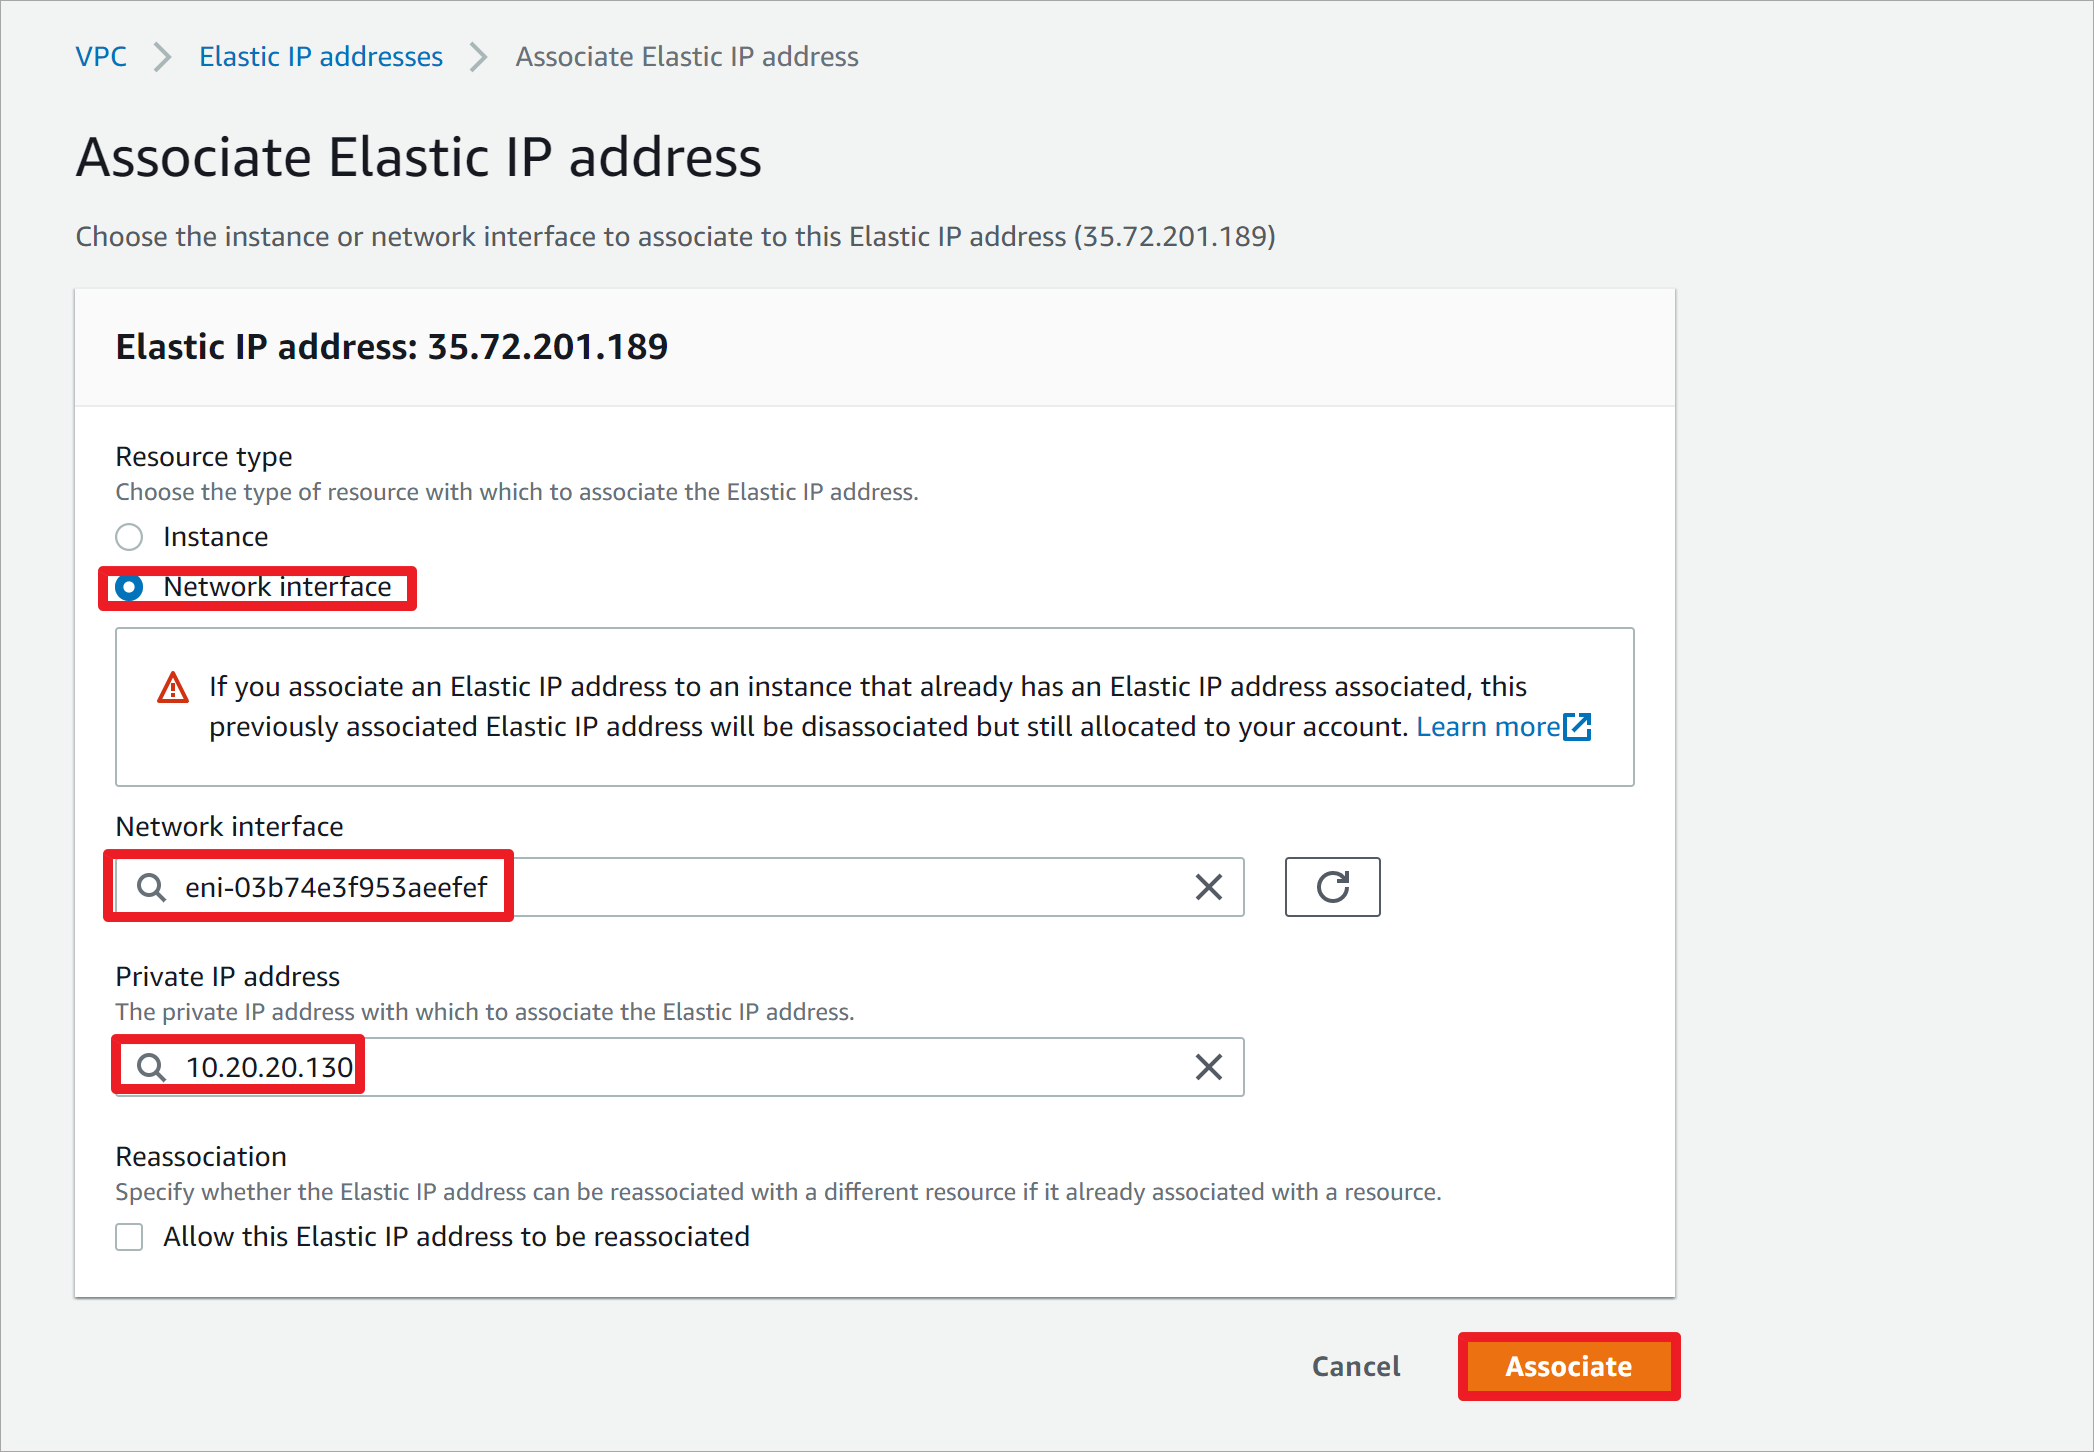 VPC > Elastic IP addresses > Associate Elastic IP address
Associate Elastic IP address
Choose the instance or network interface to associate to this Elastic IP address (35.72.201.189)
Elastic IP address: 35.72.201.189
Resource type
Choose the type of resource with which to associate the Elastic IP address.
Instance
Network interface
If you associate an Elastic IP address to an instance that already has an Elastic IP address associated, this
previously associated Elastic IP address will be disassociated but still allocated to your account. Learn more
Network interface
eni-03b74e3f953aeefef
Private IP address
The private IP address with which to associate the Elastic IP address.
10.20.20.130
Reassociation
Specify whether the Elastic IP address can be reassociated with a different resource if it already associated with a resource.
Allow this Elastic IP address to be reassociated
Cancel
Associate